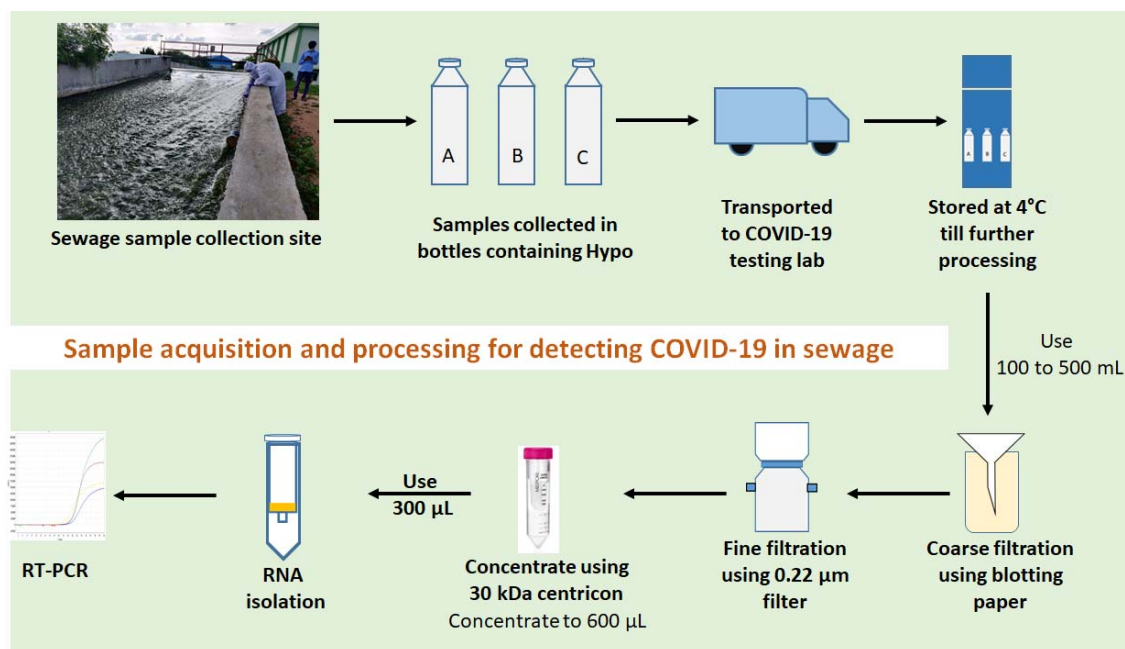 A
B
C
A
B
C
Sewage sample collection site
Samples collected in
bottles containing Hypo
Transported
to COVID-19
testing lab
Stored at 4°C
till further
processing
Sample acquisition and processing for detecting COVID-19 in sewage
Use
100 to 500 mL
Coarse filtration
using blotting
paper
Fine filtration
using 0.22 µm
filter
Use
300 µL
Concentrate using
30 kDa centricon
Concentrate to 600 µL
RNA
isolation
RT-PCR